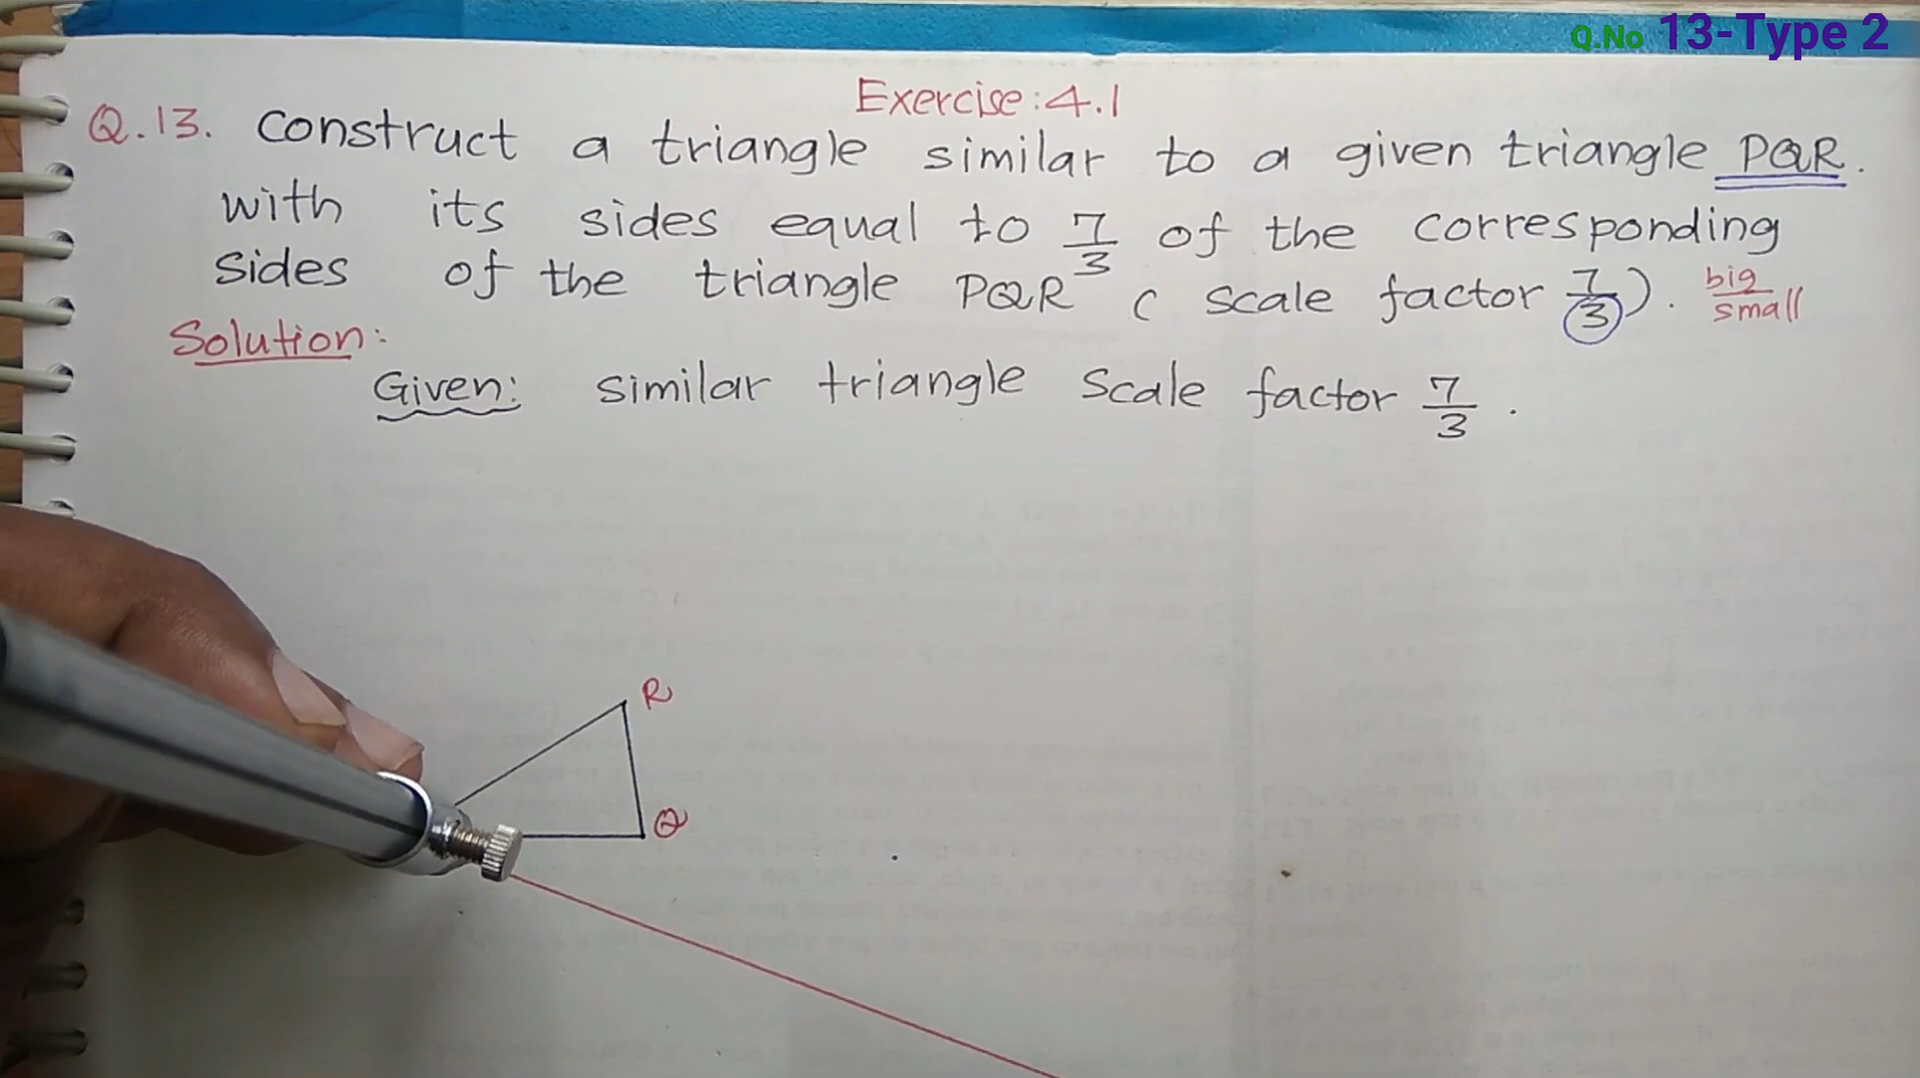 Q.No 13-Type 2
Exercise:4.1
Q.13. construct a triangle similar to a given triangle PQR.
with its sides equal to 7/3 of the corresponding
sides of the triangle PQR ( scale factor 7/3). big/small
Solution:
Given: similar triangle scale factor 7/3.
R
Q